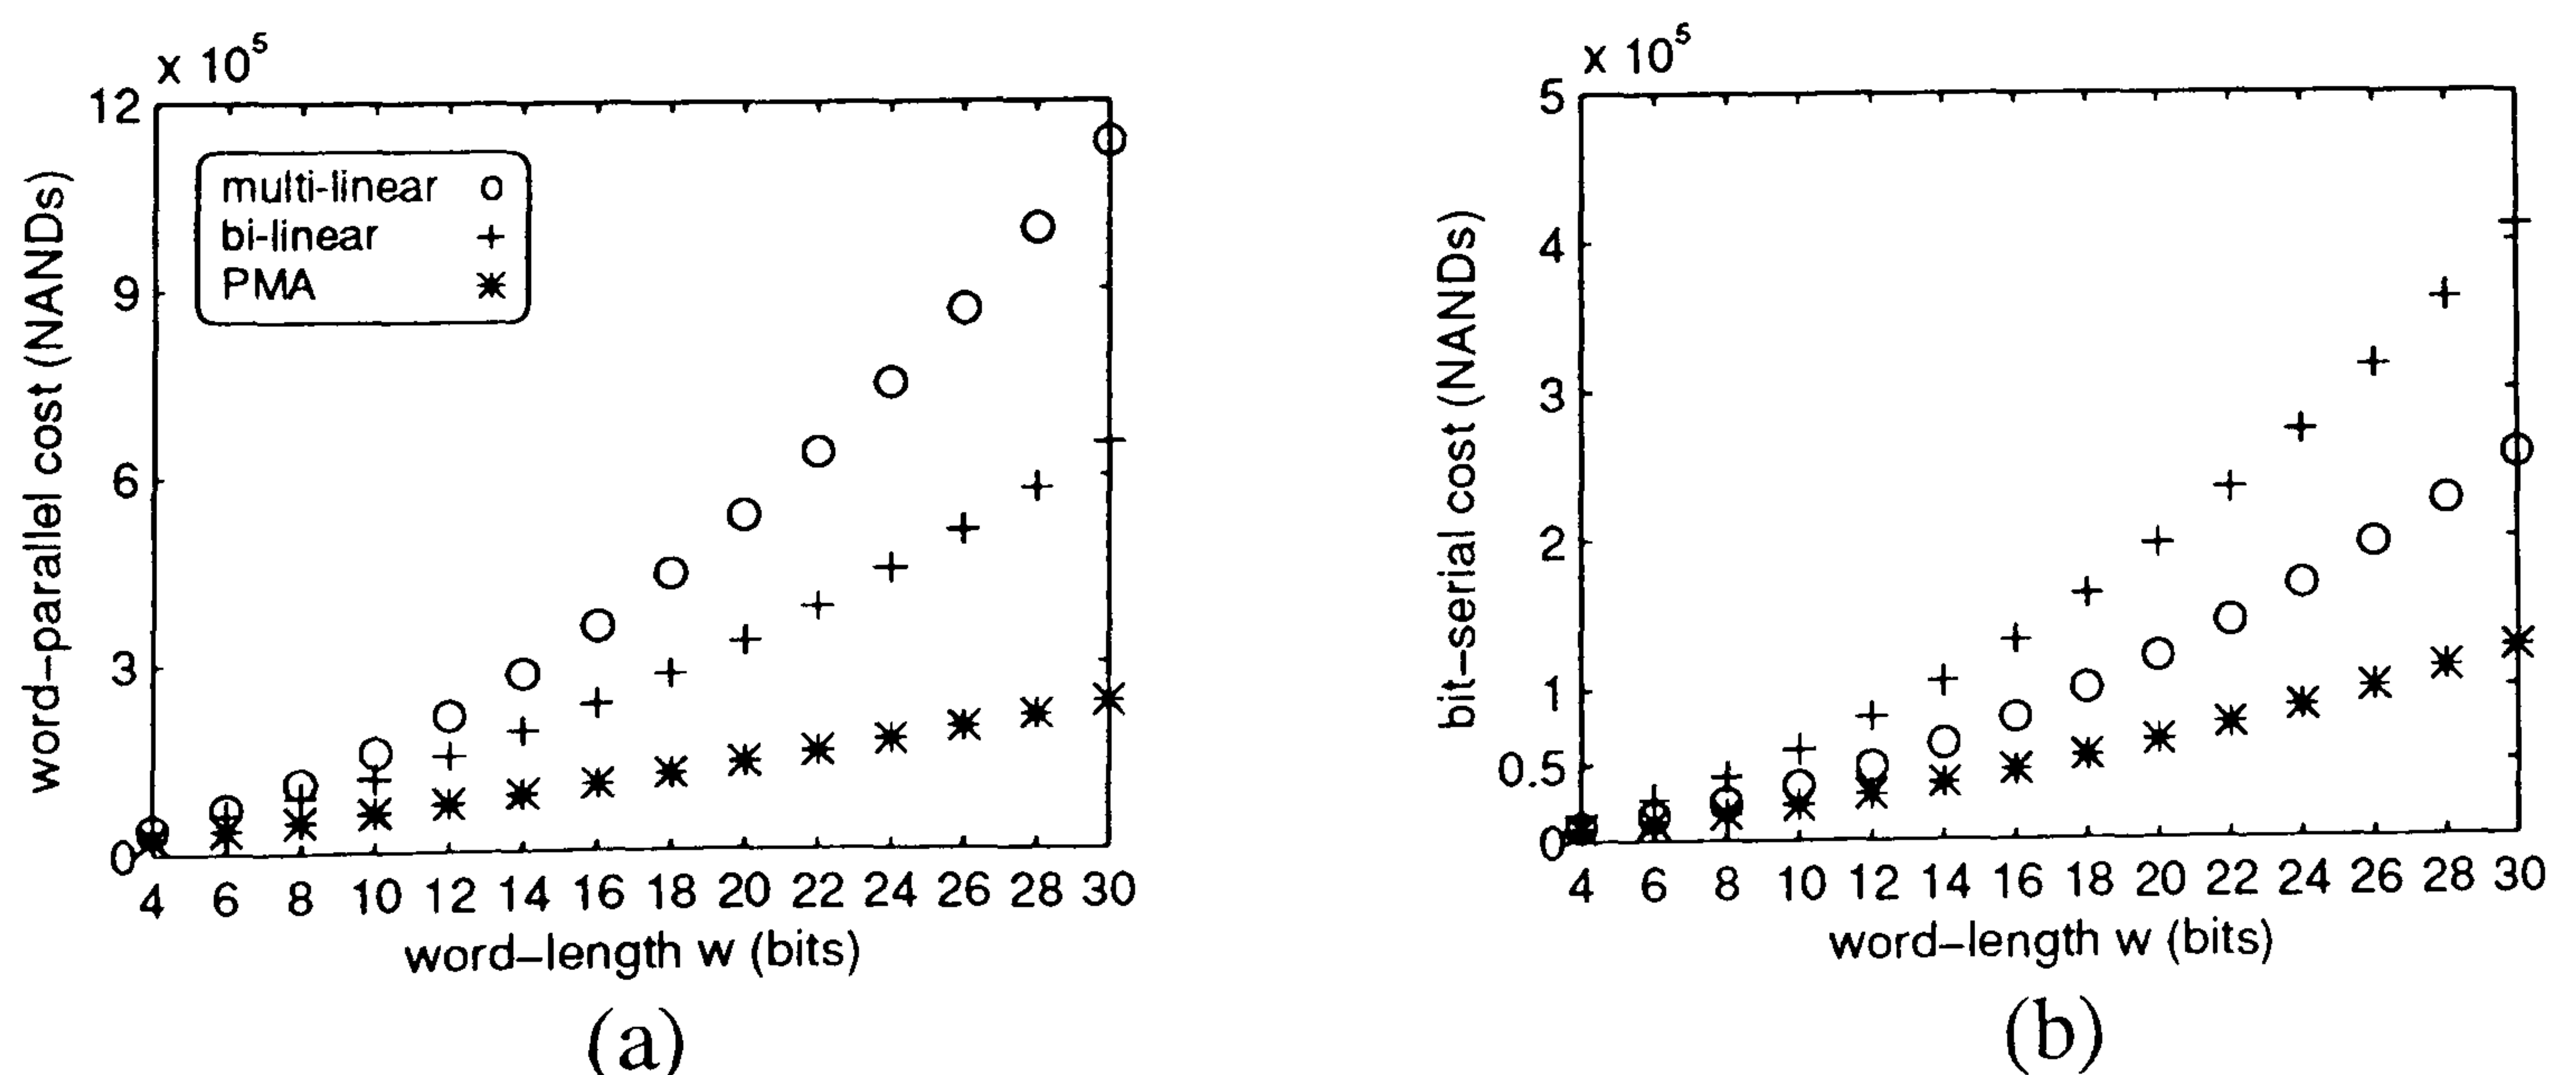 x 10^5
12
9
6
3
0
word–parallel cost (NANDs)
multi-linear o
bi-linear +
PMA *
4 6 8 10 12 14 16 18 20 22 24 26 28 30
word–length w (bits)
(a)
x 10^5
5
4
3
2
1
0.5
0
bit–serial cost (NANDs)
4 6 8 10 12 14 16 18 20 22 24 26 28 30
word–length w (bits)
(b)